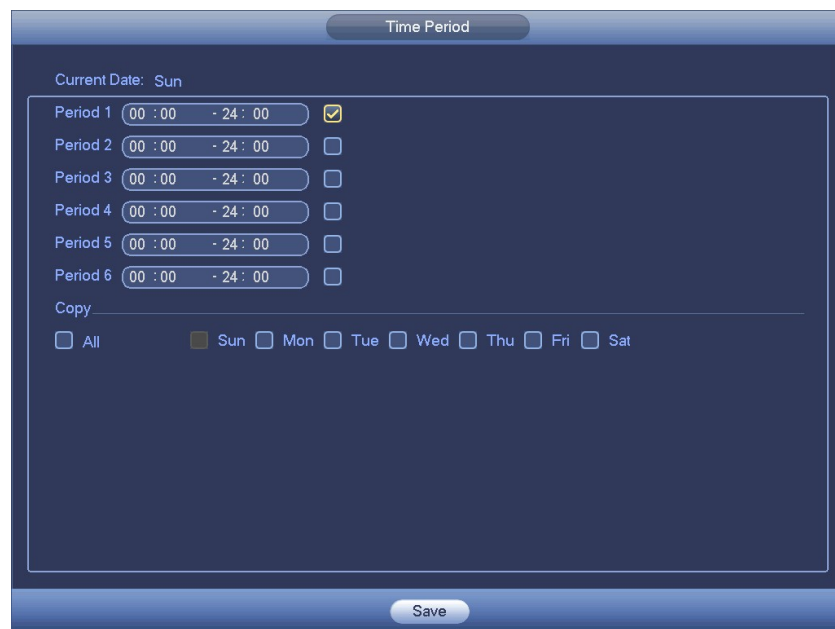 Time Period
Current Date: Sun
Period 1 00 :00 - 24 : 00
Period 2 00 :00 - 24 : 00
Period 3 00 :00 - 24 : 00
Period 4 00 :00 - 24 : 00
Period 5 00 :00 - 24 : 00
Period 6 00 :00 - 24 : 00
Copy
All Sun Mon Tue Wed Thu Fri Sat
Save